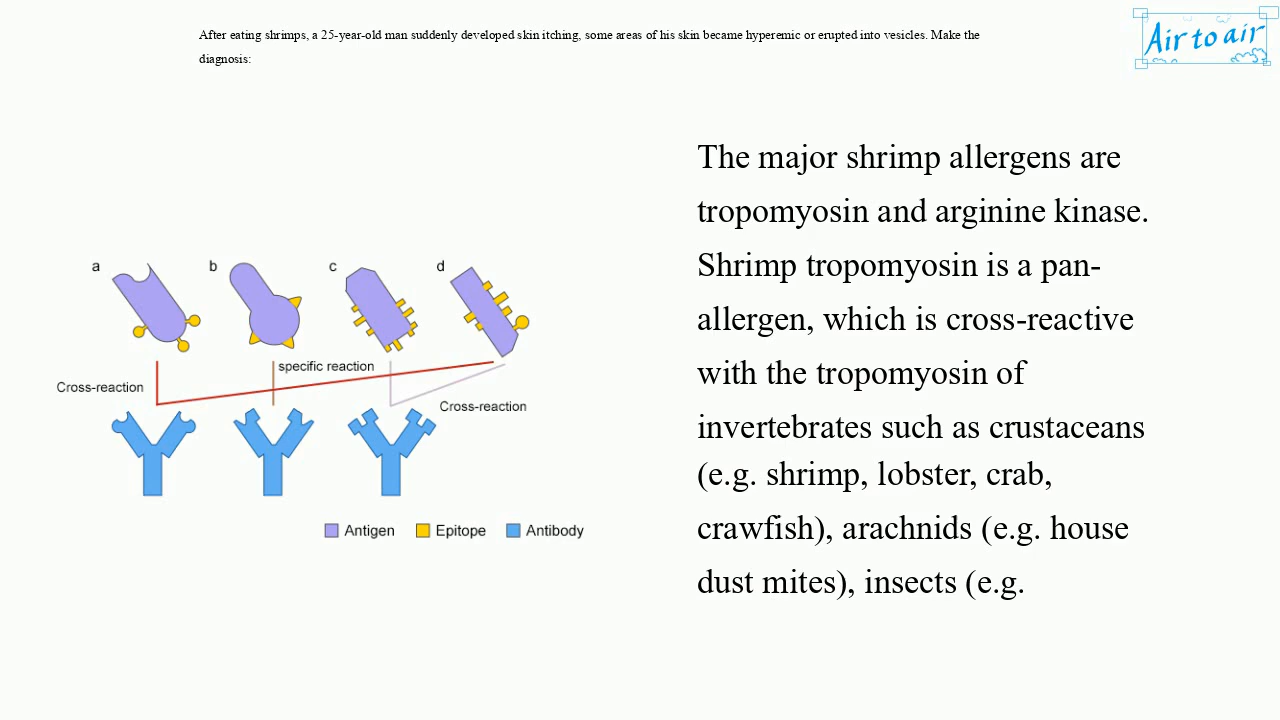 After eating shrimps, a 25-year-old man suddenly developed skin itching, some areas of his skin became hyperemic or erupted into vesicles. Make the
diagnosis:
Air to air
The major shrimp allergens are
tropomyosin and arginine kinase.
Shrimp tropomyosin is a pan-
allergen, which is cross-reactive
with the tropomyosin of
invertebrates such as crustaceans
(e.g. shrimp, lobster, crab,
crawfish), arachnids (e.g. house
dust mites), insects (e.g.
a
b
c
d
specific reaction
Cross-reaction
Cross-reaction
Antigen
Epitope
Antibody